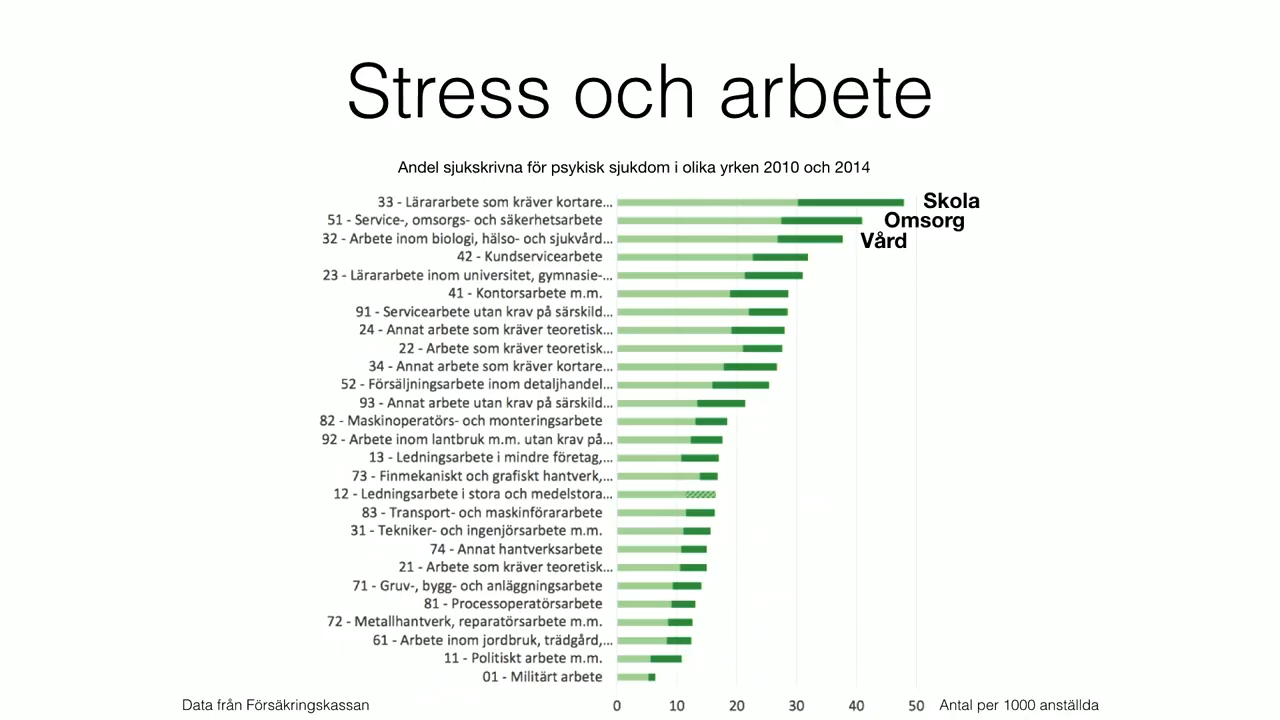 Stress och arbete
Andel sjukskrivna för psykisk sjukdom i olika yrken 2010 och 2014
33 - Lärararbete som kräver kortare... Skola
51 - Service-, omsorgs- och säkerhetsarbete Omsorg
32 - Arbete inom biologi, hälso- och sjukvård... Vård
42 - Kundservicearbete
23 - Lärararbete inom universitet, gymnasie-...
41 - Kontorsarbete m.m.
91 - Servicearbete utan krav på särskild...
24 - Annat arbete som kräver teoretisk...
22 - Arbete som kräver teoretisk...
34 - Annat arbete som kräver kortare...
52 - Försäljningsarbete inom detaljhandel...
93 - Annat arbete utan krav på särskild...
82 - Maskinoperatörs- och monteringsarbete
92 - Arbete inom lantbruk m.m. utan krav på...
13 - Ledningsarbete i mindre företag,...
73 - Finmekaniskt och grafiskt hantverk,...
12 - Ledningsarbete i stora och medelstora...
83 - Transport- och maskinförararbete
31 - Tekniker- och ingenjörsarbete m.m.
74 - Annat hantverksarbete
21 - Arbete som kräver teoretisk...
71 - Gruv-, bygg- och anläggningsarbete
81 - Processoperatörsarbete
72 - Metallhantverk, reparatörsarbete m.m.
61 - Arbete inom jordbruk, trädgård,...
11 - Politiskt arbete m.m.
01 - Militärt arbete
Data från Försäkringskassan 0 10 20 30 40 50 Antal per 1000 anställda